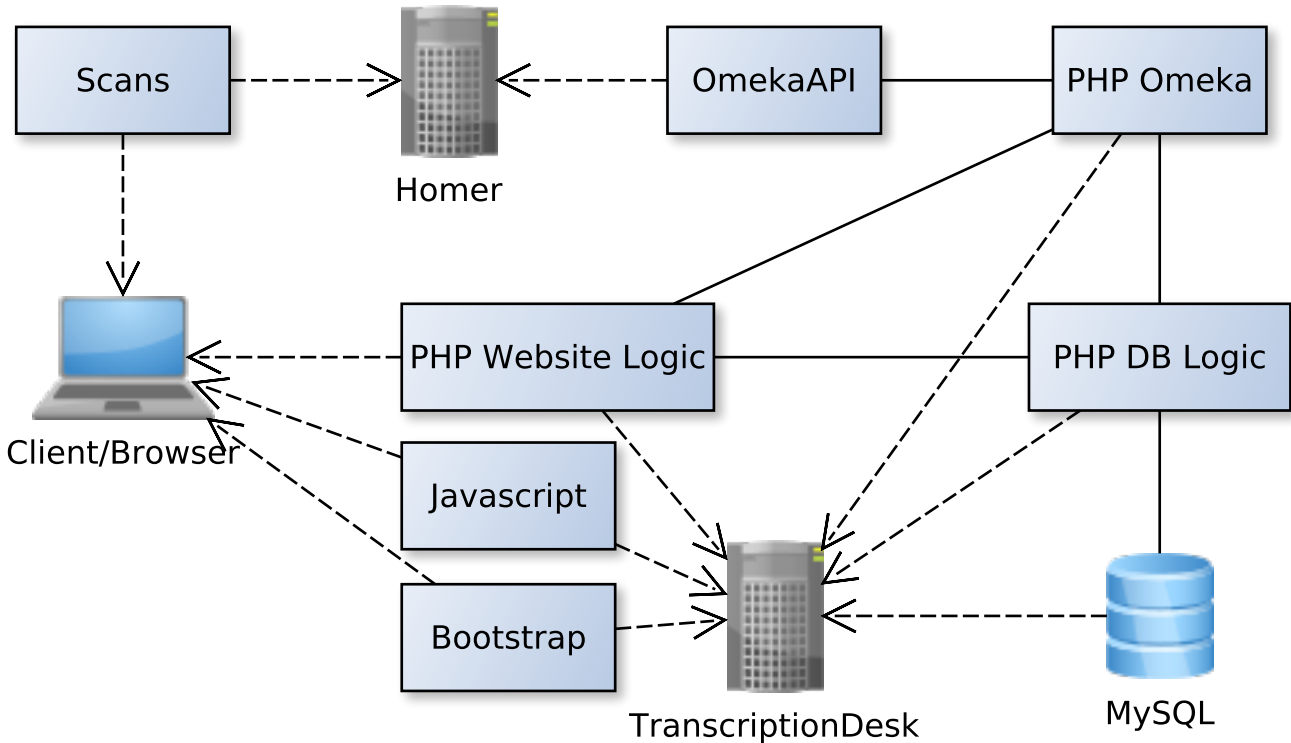 Scans
OmekaAPI
PHP Omeka
Homer
PHP Website Logic
PHP DB Logic
Client/Browser
Javascript
Bootstrap
TranscriptionDesk
MySQL